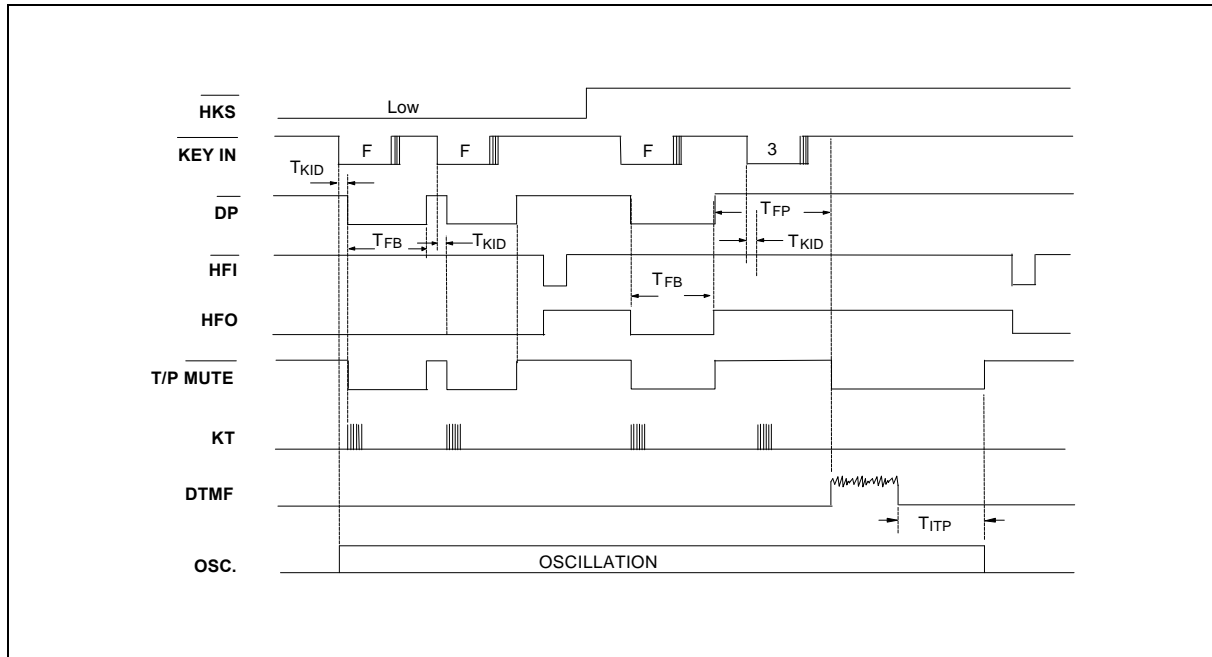 HKS Low
KEY IN F F F 3
TKID
DP TFP
TFB TKID TKID
HFI
TFB
HFO
T/P MUTE
KT
DTMF
TITP
OSC. OSCILLATION